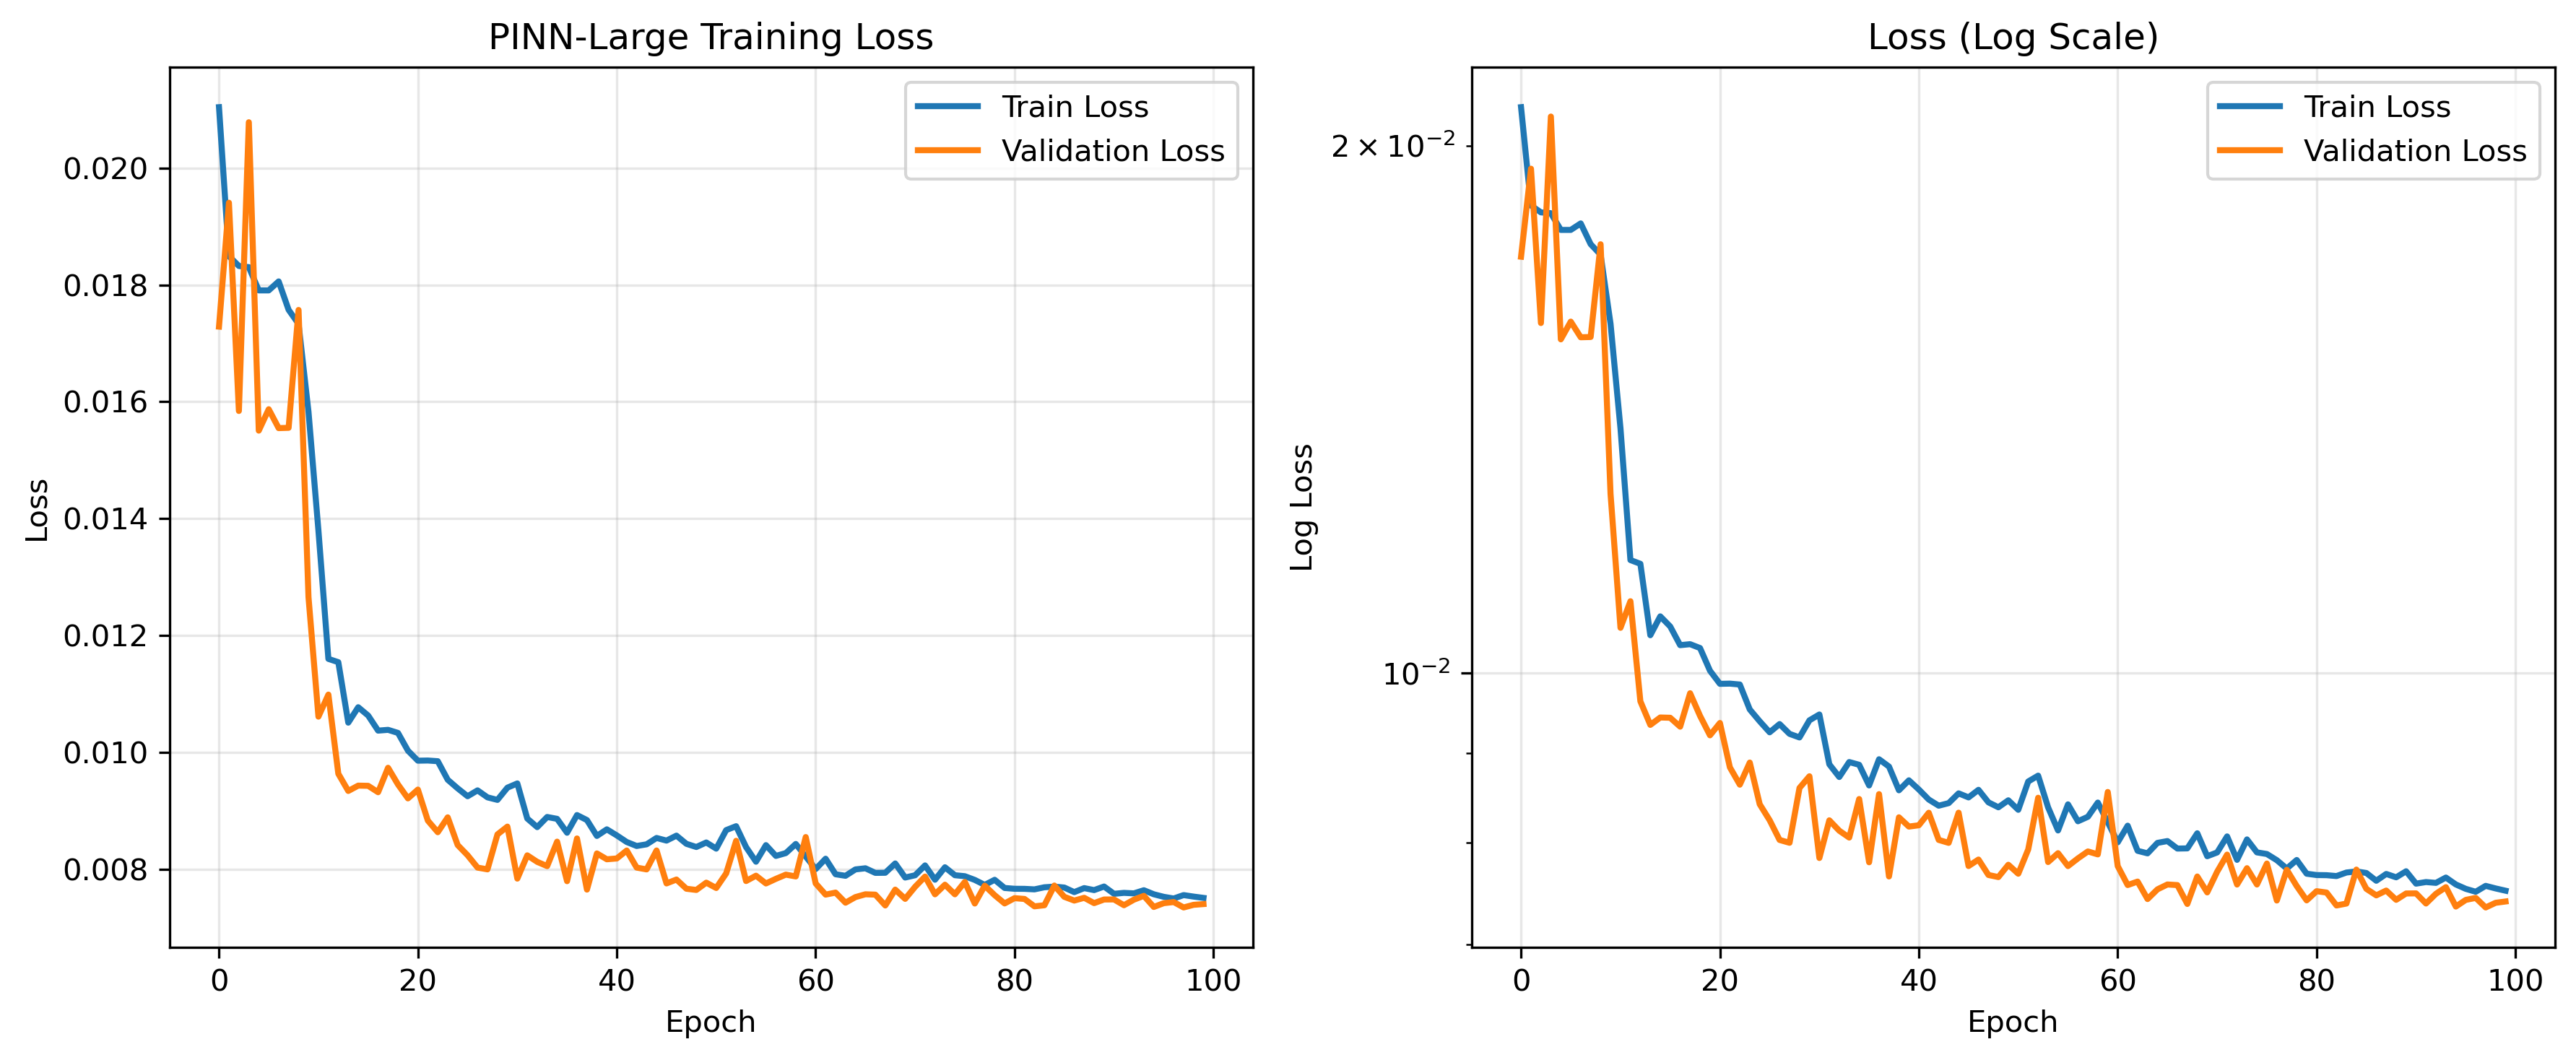 PINN-Large Training Loss
Train Loss
Validation Loss
0.020
0.018
0.016
0.014
0.012
0.010
0.008
Loss
0 20 40 60 80 100
Epoch
Loss (Log Scale)
Train Loss
Validation Loss
2 × 10⁻²
10⁻²
Log Loss
0 20 40 60 80 100
Epoch